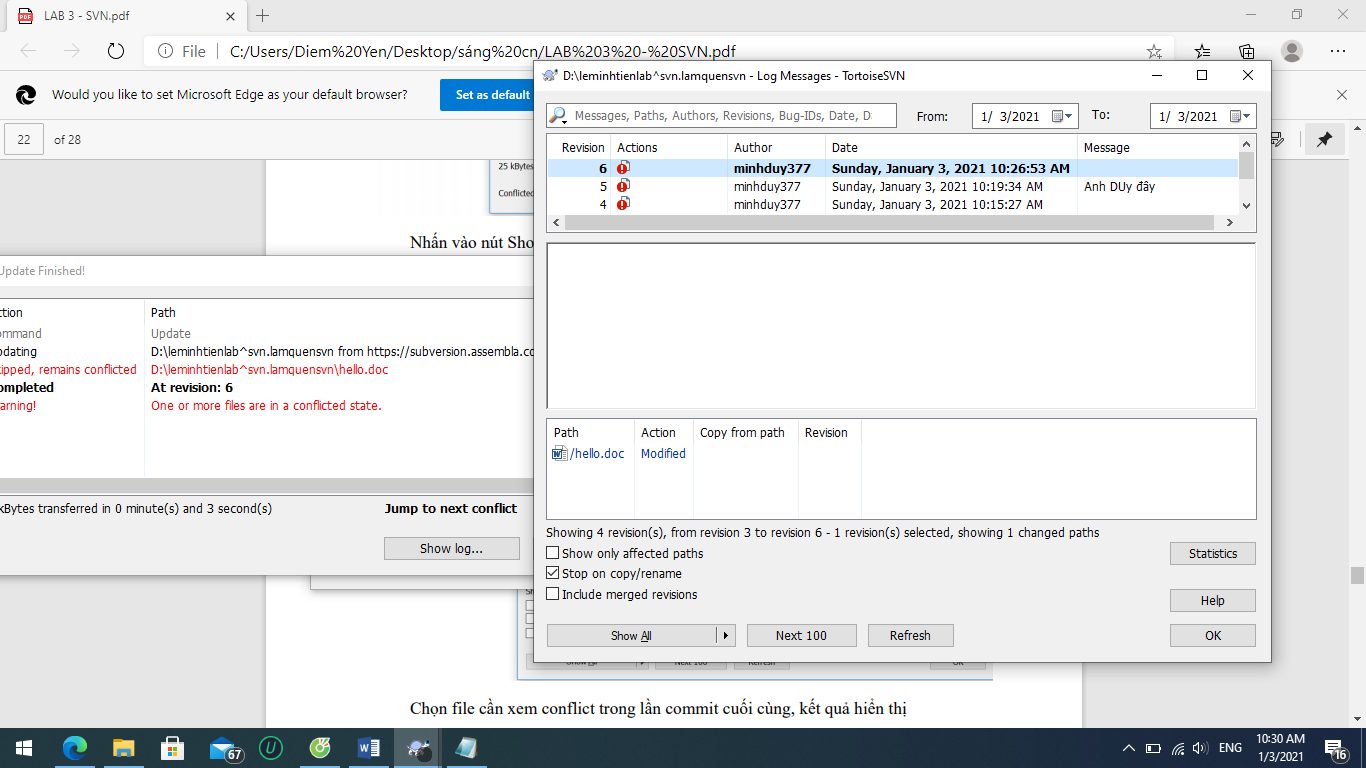 LAB 3 - SVN.pdf
File
C:/Users/Diem%20Yen/Desktop/sáng%20cn/LAB%203%20-%20SVN.pdf
Would you like to set Microsoft Edge as your default browser?
Set as default
22
of 28
25 kBytes
Conflicted
Nhấn vào nút Sho
Update Finished!
ction
Path
ommand
Update
pdating
D:\leminhtienlab^svn.lamquensvn from https://subversion.assembla.co
kipped, remains conflicted
D:\leminhtienlab^svn.lamquensvn\hello.doc
ompleted
At revision: 6
arning!
One or more files are in a conflicted state.
kBytes transferred in 0 minute(s) and 3 second(s)
Jump to next conflict
Show log...
D:\leminhtienlab^svn.lamquensvn - Log Messages - TortoiseSVN
Messages, Paths, Authors, Revisions, Bug-IDs, Date, D
From:
1/ 3/2021
To:
1/ 3/2021
Revision Actions Author Date Message
6 minhduy377 Sunday, January 3, 2021 10:26:53 AM
5 minhduy377 Sunday, January 3, 2021 10:19:34 AM Anh DUy đây
4 minhduy377 Sunday, January 3, 2021 10:15:27 AM
Path Action Copy from path Revision
/hello.doc Modified
Showing 4 revision(s), from revision 3 to revision 6 - 1 revision(s) selected, showing 1 changed paths
Show only affected paths
Statistics
Stop on copy/rename
Include merged revisions
Help
Show All
Next 100
Refresh
OK
Chọn file cần xem conflict trong lần commit cuối cùng, kết quả hiển thị
67
ENG
10:30 AM
1/3/2021
16